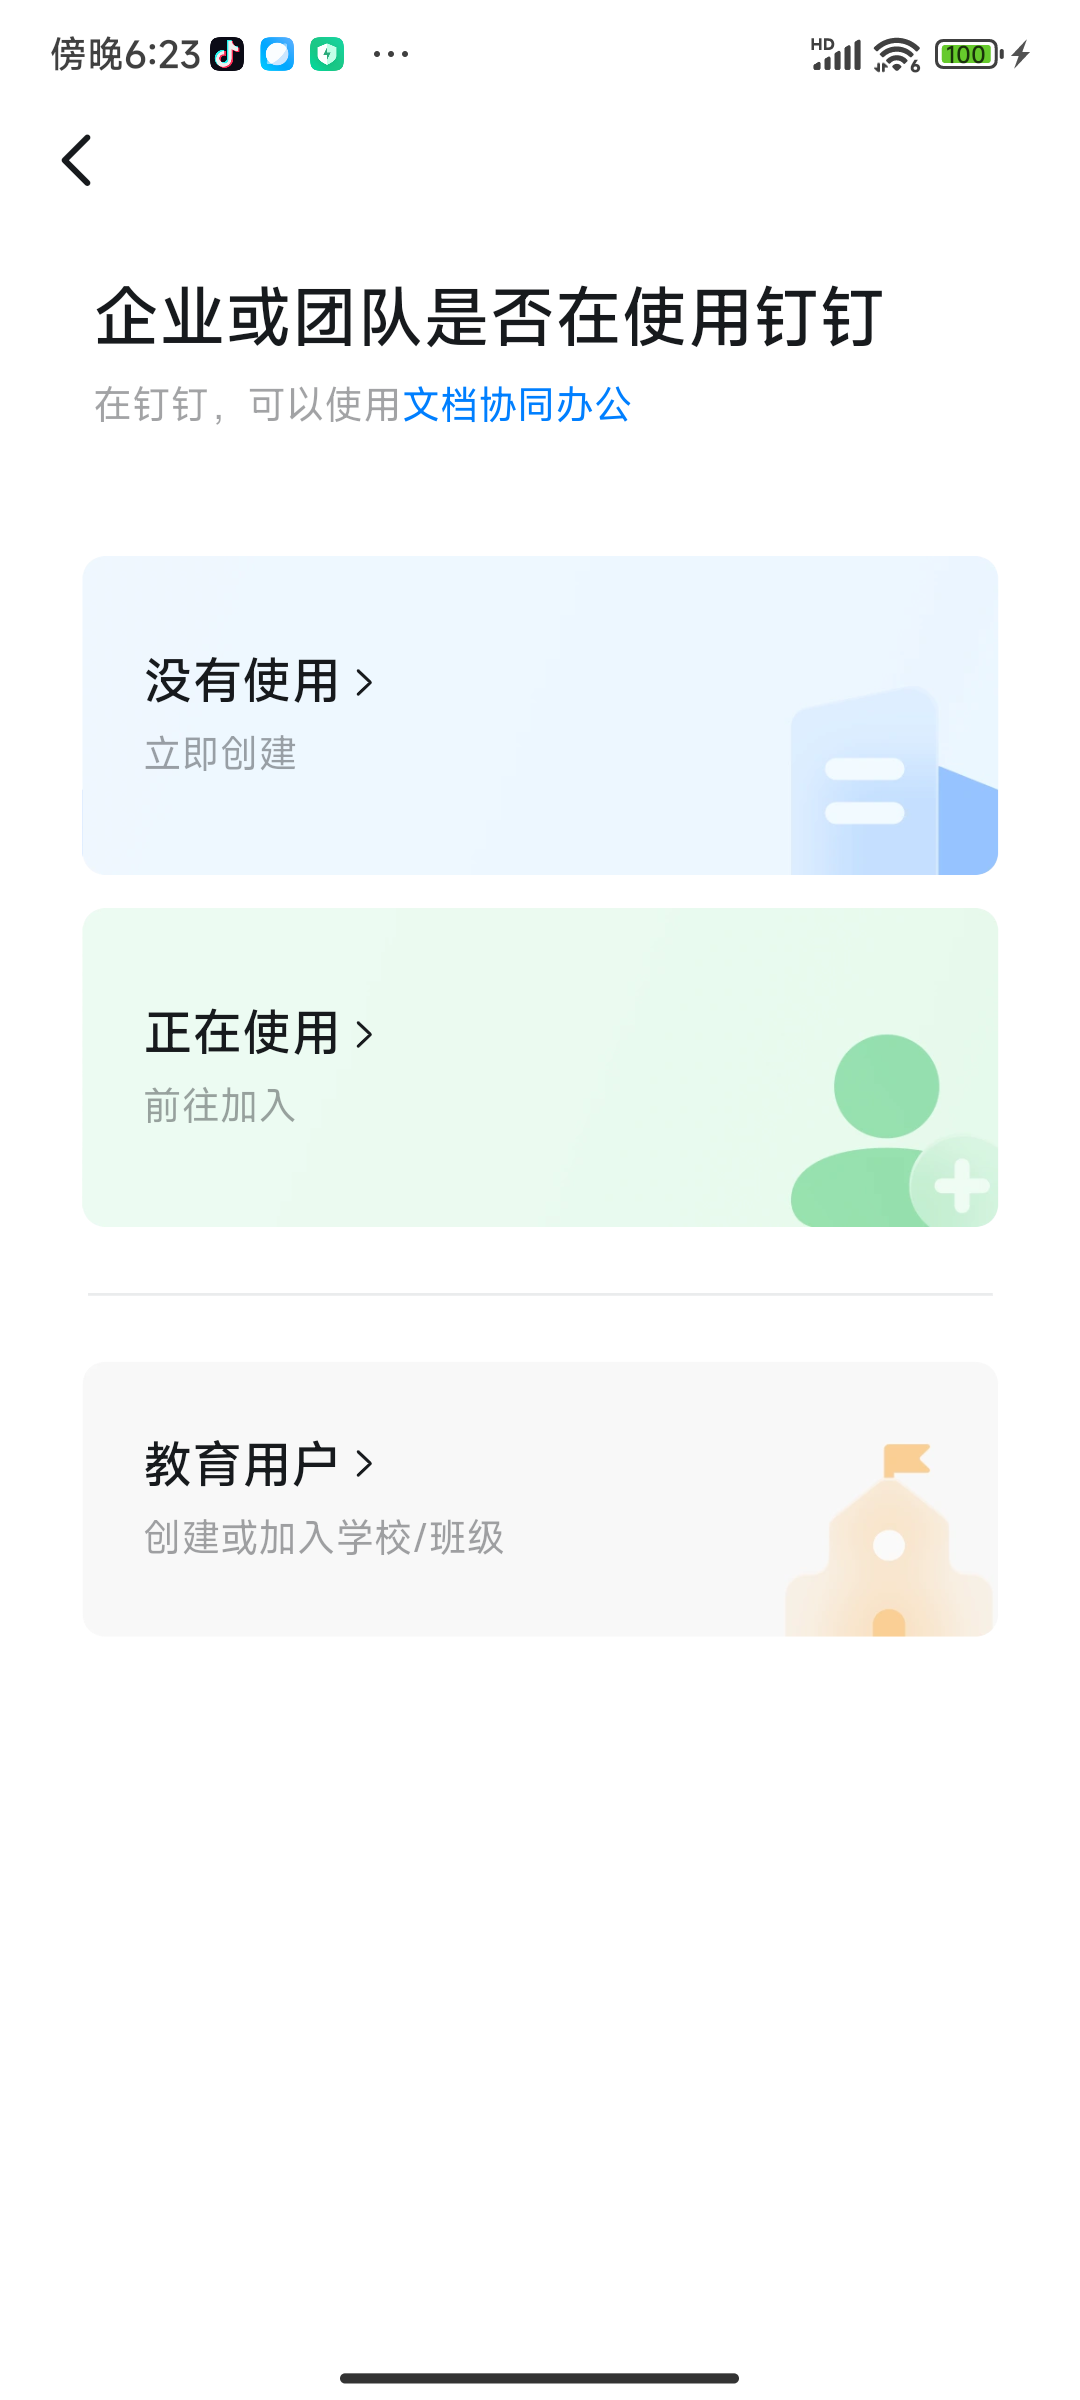 傍晚6:23
HD
6
100
企业或团队是否在使用钉钉
在钉钉，可以使用文档协同办公
没有使用
立即创建
正在使用
前往加入
教育用户
创建或加入学校/班级